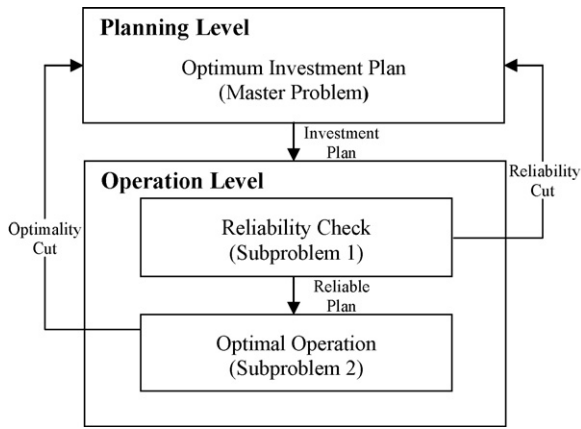 Planning Level
Optimum Investment Plan
(Master Problem)
Investment
Plan
Operation Level
Reliability
Cut
Reliability Check
(Subproblem 1)
Optimality
Cut
Reliable
Plan
Optimal Operation
(Subproblem 2)